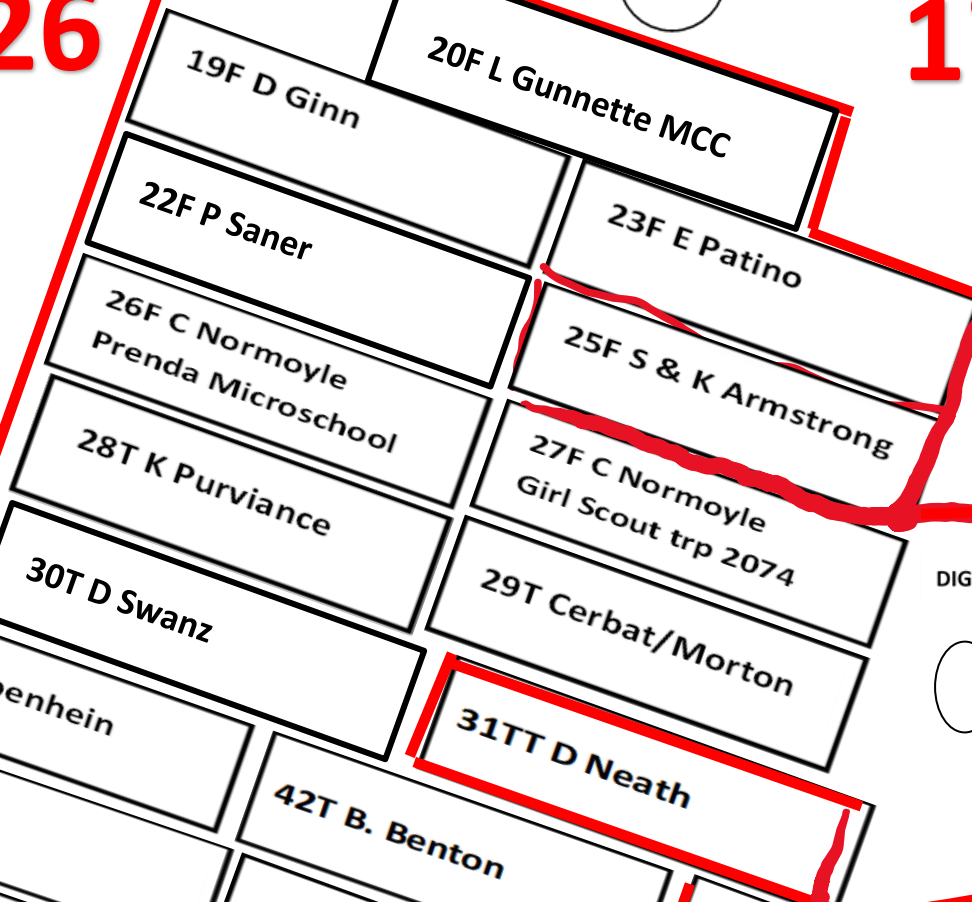 26
1
20F L Gunnette MCC
19F D Ginn
23F E Patino
22F P Saner
25F S & K Armstrong
26F C Normoyle
Prenda Microschool
27F C Normoyle
Girl Scout trp 2074
28T K Purviance
29T Cerbat/Morton
30T D Swanz
31TT D Neath
42T B. Benton